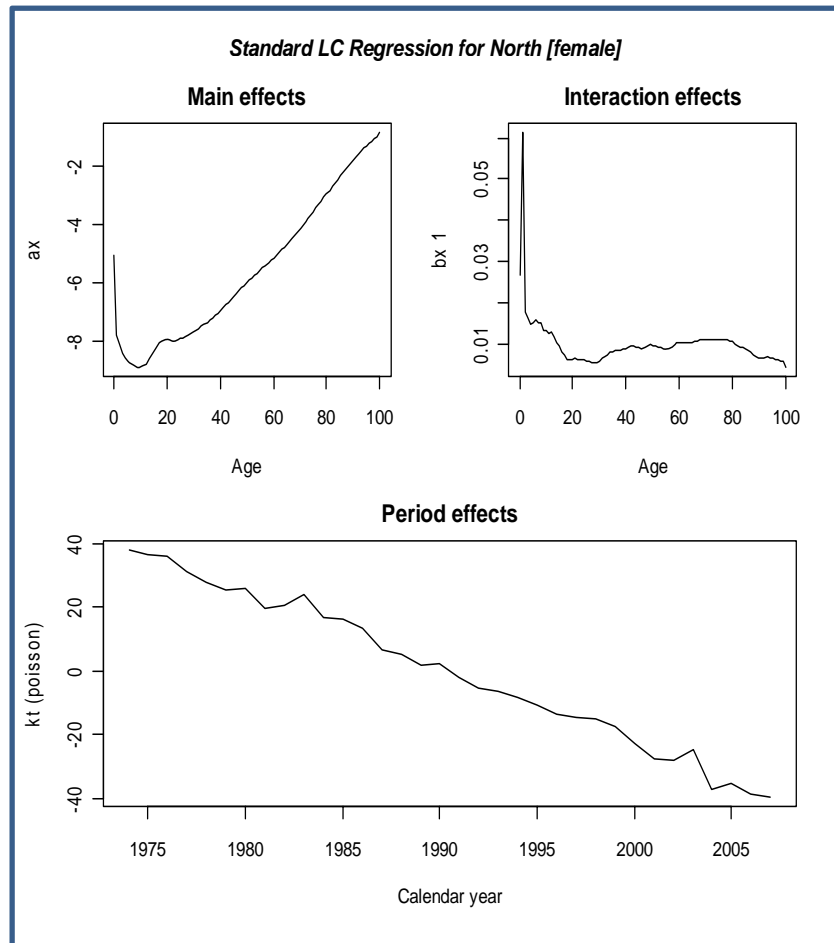 Standard LC Regression for North [female]
Main effects
ax
-2
-4
-6
-8
0 20 40 60 80 100
Age
Interaction effects
bx 1
0.05
0.03
0.01
0 20 40 60 80 100
Age
Period effects
kt (poisson)
40
20
0
-20
-40
1975 1980 1985 1990 1995 2000 2005
Calendar year